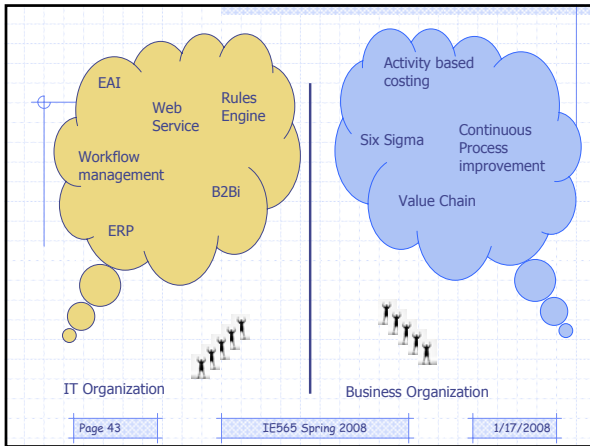 EAI
Web
Service
Rules
Engine
Workflow
management
B2Bi
ERP
Activity based
costing
Six Sigma
Continuous
Process
improvement
Value Chain
IT Organization
Business Organization
Page 43
IE565 Spring 2008
1/17/2008